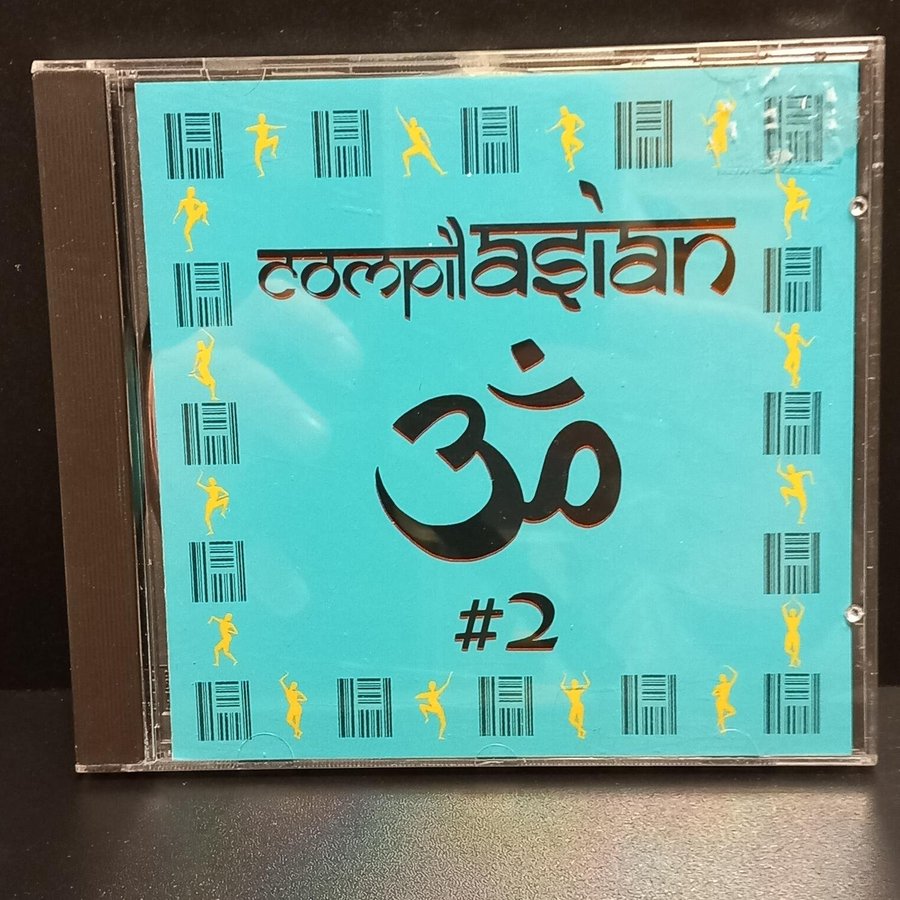 compilasian
ॐ
#2